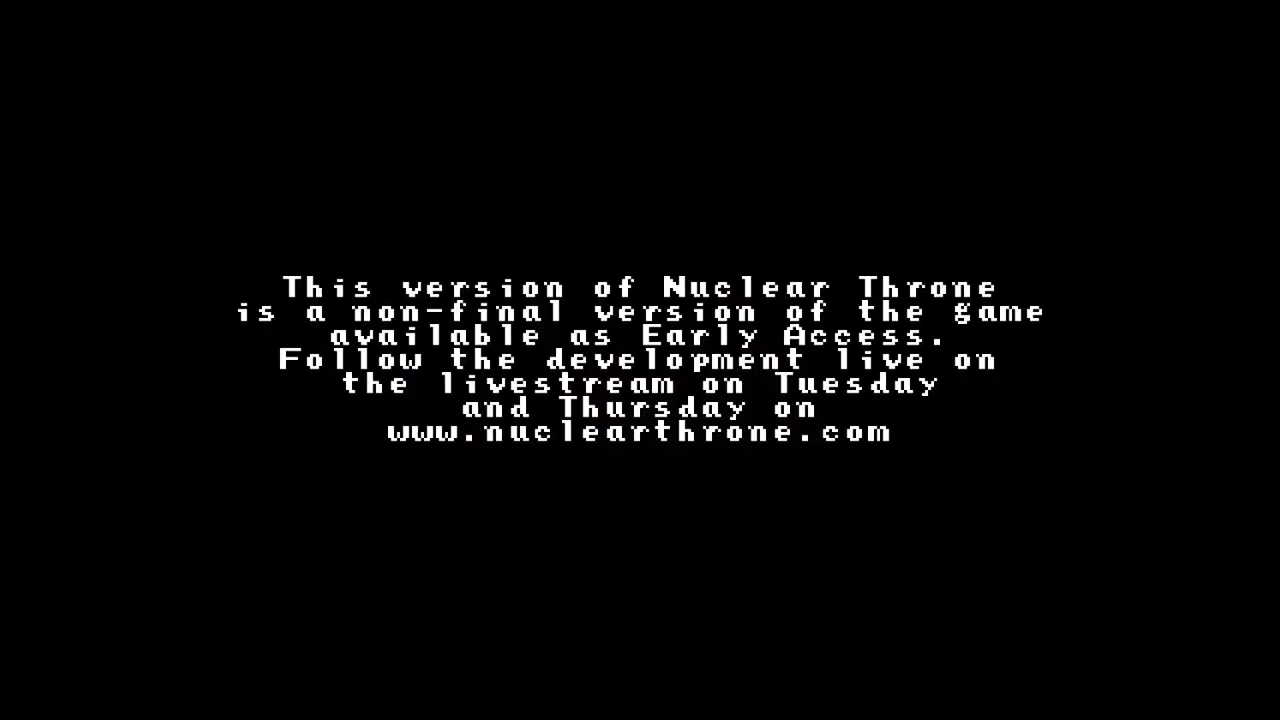 This version of Nuclear Throne
is a non-final version of the game
available as Early Access.
Follow the development live on
the livestream on Tuesday
and Thursday on
www.nuclearthrone.com